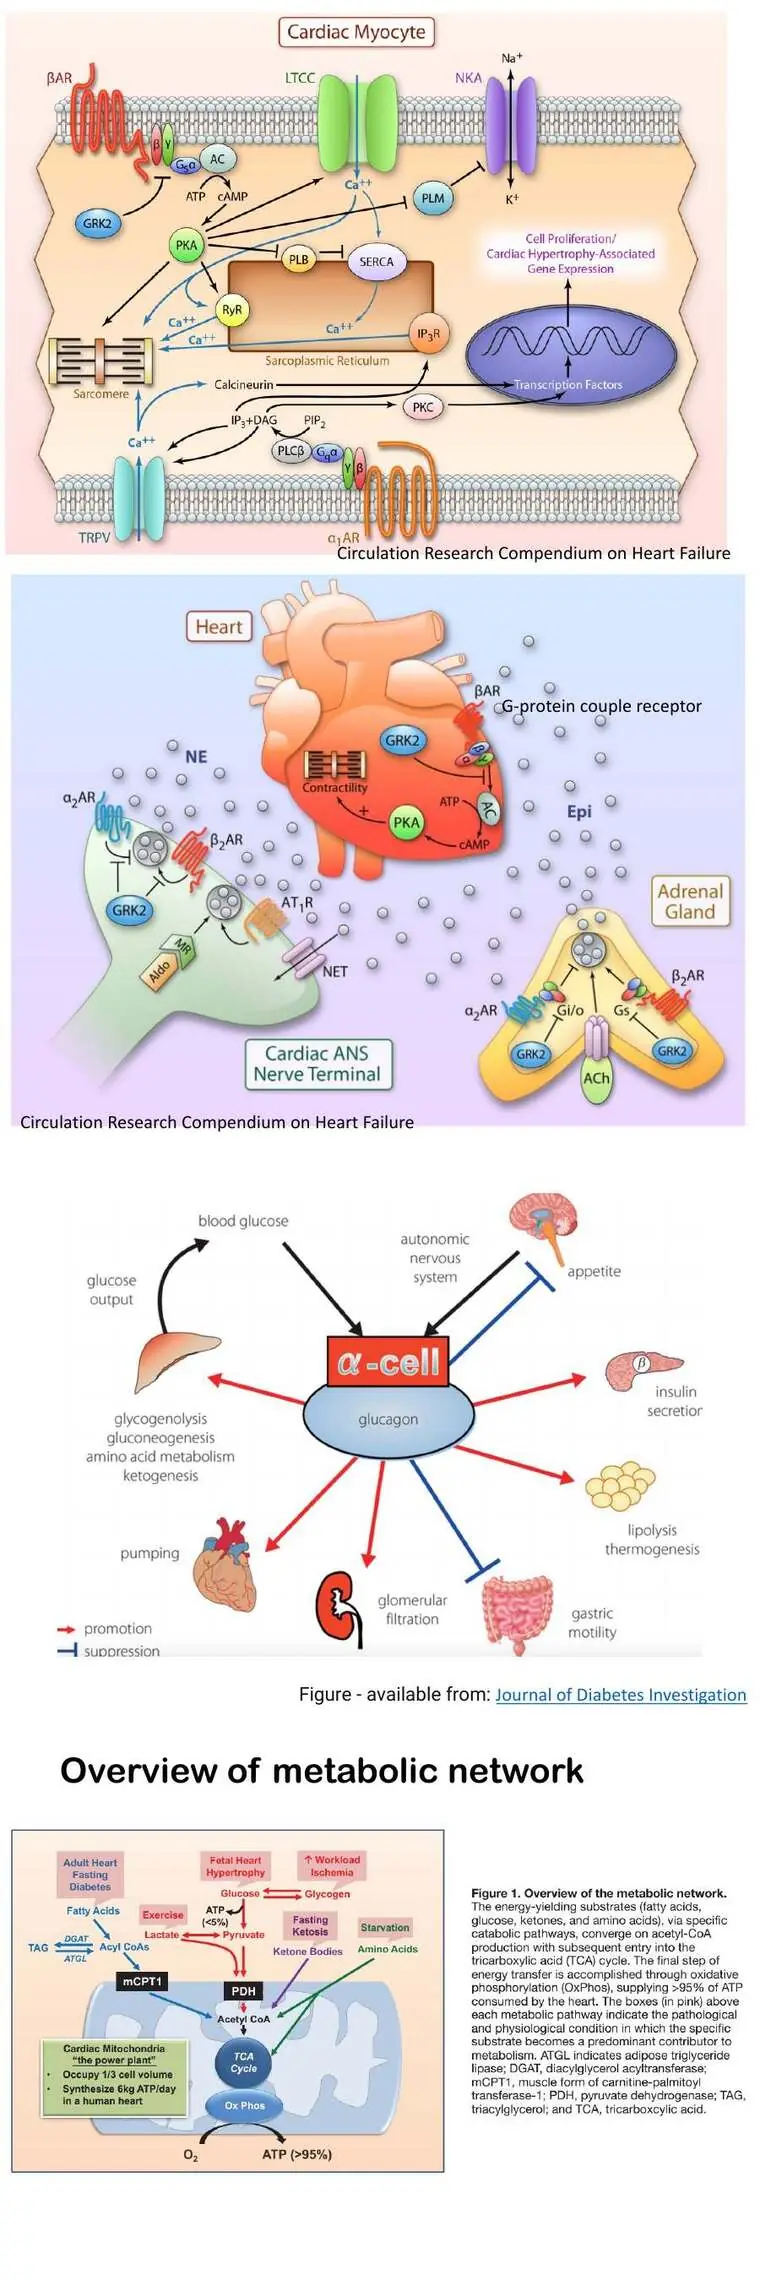 Cardiac Myocyte
βAR
LTCC
NKA
Na⁺
β
γ
Gsα
AC
ATP
cAMP
Ca⁺⁺
PLM
K⁺
GRK2
PKA
PLB
SERCA
Cell Proliferation/
Cardiac Hypertrophy-Associated
Gene Expression
RyR
Ca⁺⁺
Ca⁺⁺
Ca⁺⁺
IP₃R
Sarcoplasmic Reticulum
Sarcomere
Calcineurin
Transcription Factors
IP₃+DAG
PIP₂
PKC
Ca⁺⁺
PLCβ
Gqα
γ
β
TRPV
α₁AR
Circulation Research Compendium on Heart Failure
Heart
βAR
G-protein couple receptor
GRK2
α
β
γ
NE
Contractility
+
ATP
AC
PKA
cAMP
Epi
α₂AR
β₂AR
GRK2
AT₁R
Adrenal
Gland
MR
Aldo
NET
α₂AR
Gi/o
Gs
β₂AR
GRK2
GRK2
ACh
Cardiac ANS
Nerve Terminal
Circulation Research Compendium on Heart Failure
blood glucose
autonomic
nervous
system
appetite
glucose
output
α-cell
glucagon
β
insulin
secretion
glycogenolysis
gluconeogenesis
amino acid metabolism
ketogenesis
lipolysis
thermogenesis
pumping
glomerular
filtration
gastric
motility
promotion
suppression
Figure - available from: Journal of Diabetes Investigation
Overview of metabolic network
Adult Heart
Fasting
Diabetes
Fetal Heart
Hypertrophy
↑ Workload
Ischemia
Glucose
Glycogen
Fatty Acids
Exercise
ATP
(<5%)
Fasting
Ketosis
Starvation
TAG
DGAT
ATGL
Acyl CoAs
Lactate
Pyruvate
Ketone Bodies
Amino Acids
mCPT1
PDH
Acetyl CoA
Cardiac Mitochondria
"the power plant"
• Occupy 1/3 cell volume
• Synthesize 6kg ATP/day
in a human heart
TCA
Cycle
Ox Phos
O₂
ATP (>95%)
Figure 1. Overview of the metabolic network.
The energy-yielding substrates (fatty acids,
glucose, ketones, and amino acids), via specific
catabolic pathways, converge on acetyl-CoA
production with subsequent entry into the
tricarboxylic acid (TCA) cycle. The final step of
energy transfer is accomplished through oxidative
phosphorylation (OxPhos), supplying >95% of ATP
consumed by the heart. The boxes (in pink) above
each metabolic pathway indicate the pathological
and physiological condition in which the specific
substrate becomes a predominant contributor to
metabolism. ATGL indicates adipose triglyceride
lipase; DGAT, diacylglycerol acyltransferase;
mCPT1, muscle form of carnitine-palmitoyl
transferase-1; PDH, pyruvate dehydrogenase; TAG,
triacylglycerol; and TCA, tricarboxcylic acid.